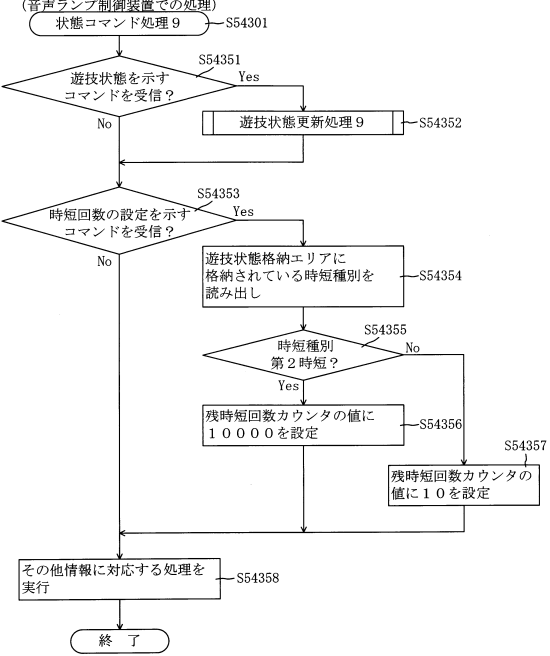 (音声ランプ制御装置での処理)
状態コマンド処理9
S54301
遊技状態を示す
コマンドを受信？
S54351
Yes
No
遊技状態更新処理9
S54352
時短回数の設定を示す
コマンドを受信？
S54353
Yes
No
遊技状態格納エリアに
格納されている時短種別を
読み出し
S54354
時短種別
第2時短？
S54355
No
Yes
残時短回数カウンタの値に
10000を設定
S54356
残時短回数カウンタの
値に10を設定
S54357
その他情報に対応する処理を
実行
S54358
終 了